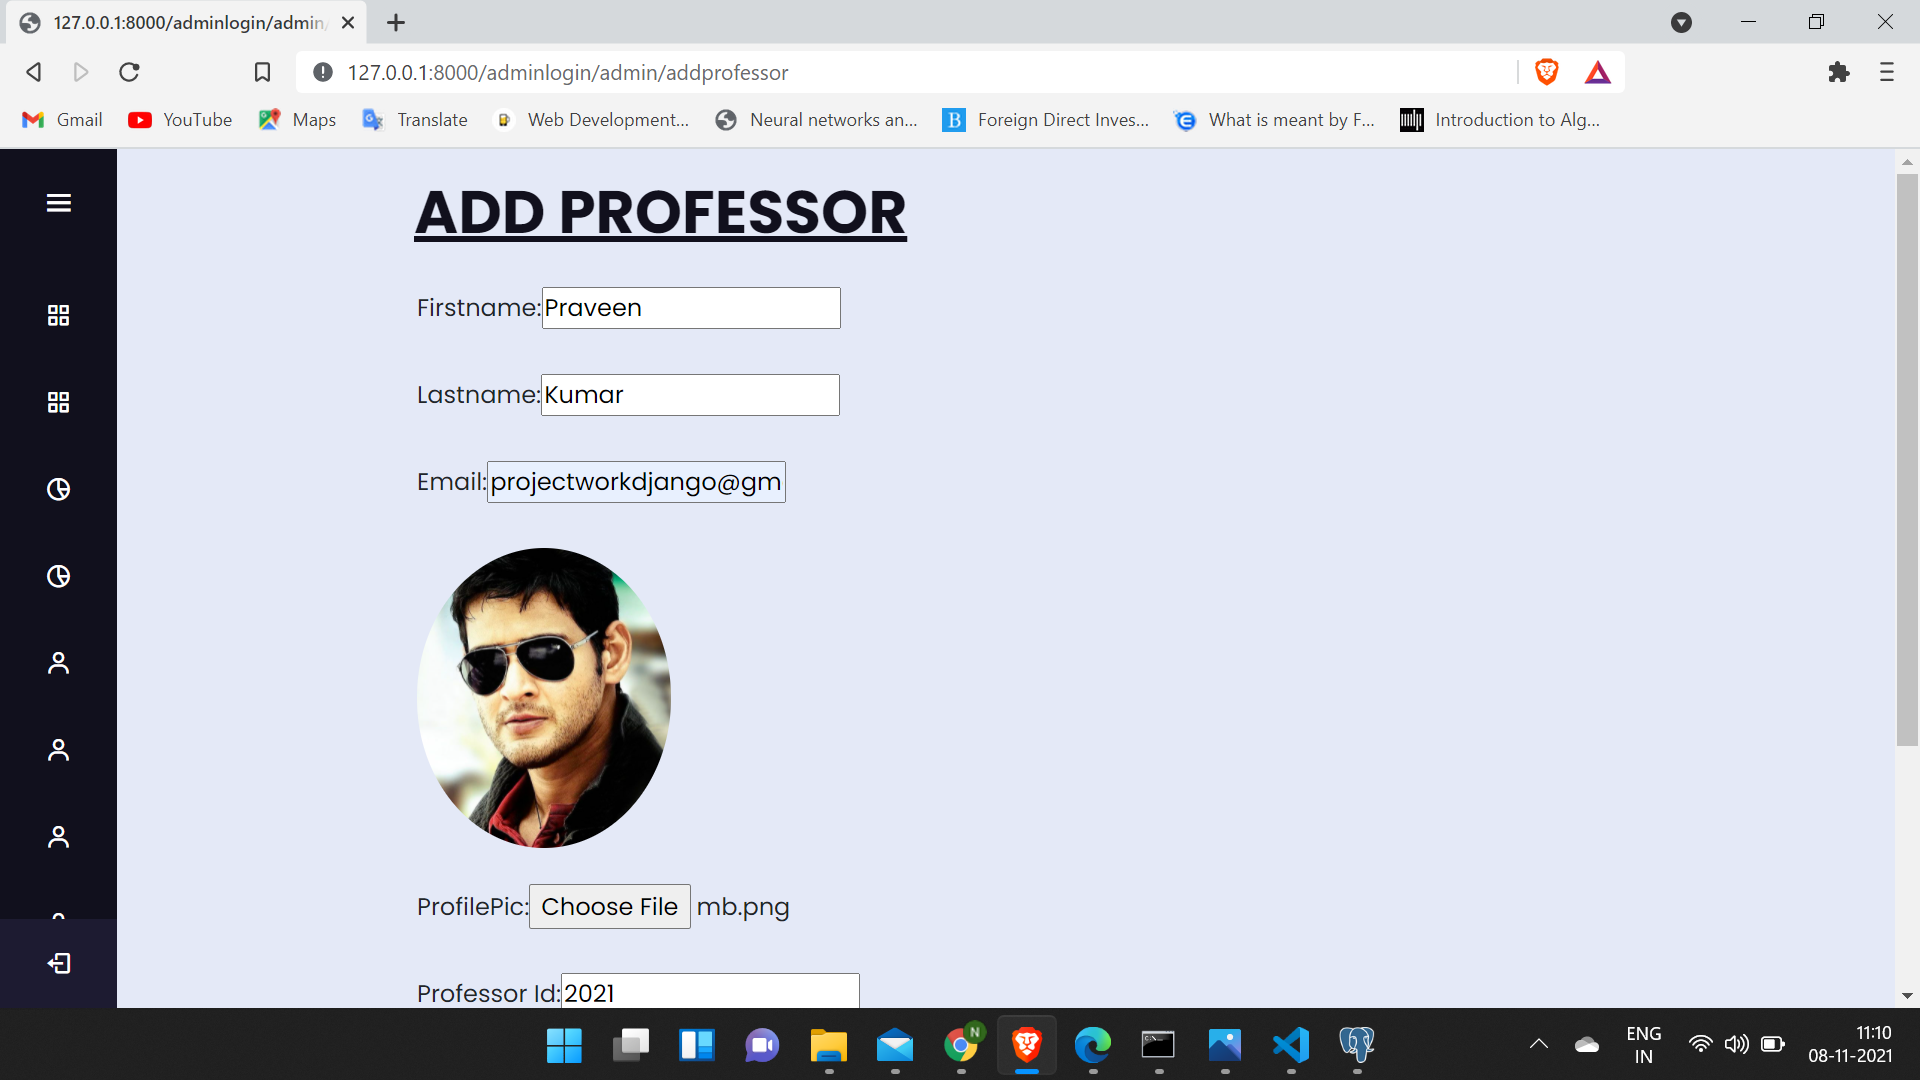 127.0.0.1:8000/adminlogin/admin/
127.0.0.1:8000/adminlogin/admin/addprofessor
Gmail YouTube Maps Translate Web Development... Neural networks an... Foreign Direct Inves... What is meant by F... Introduction to Alg...
ADD PROFESSOR
Firstname: Praveen
Lastname: Kumar
Email: projectworkdjango@gm
ProfilePic: Choose File mb.png
Professor Id: 2021
N
ENG
IN
11:10
08-11-2021